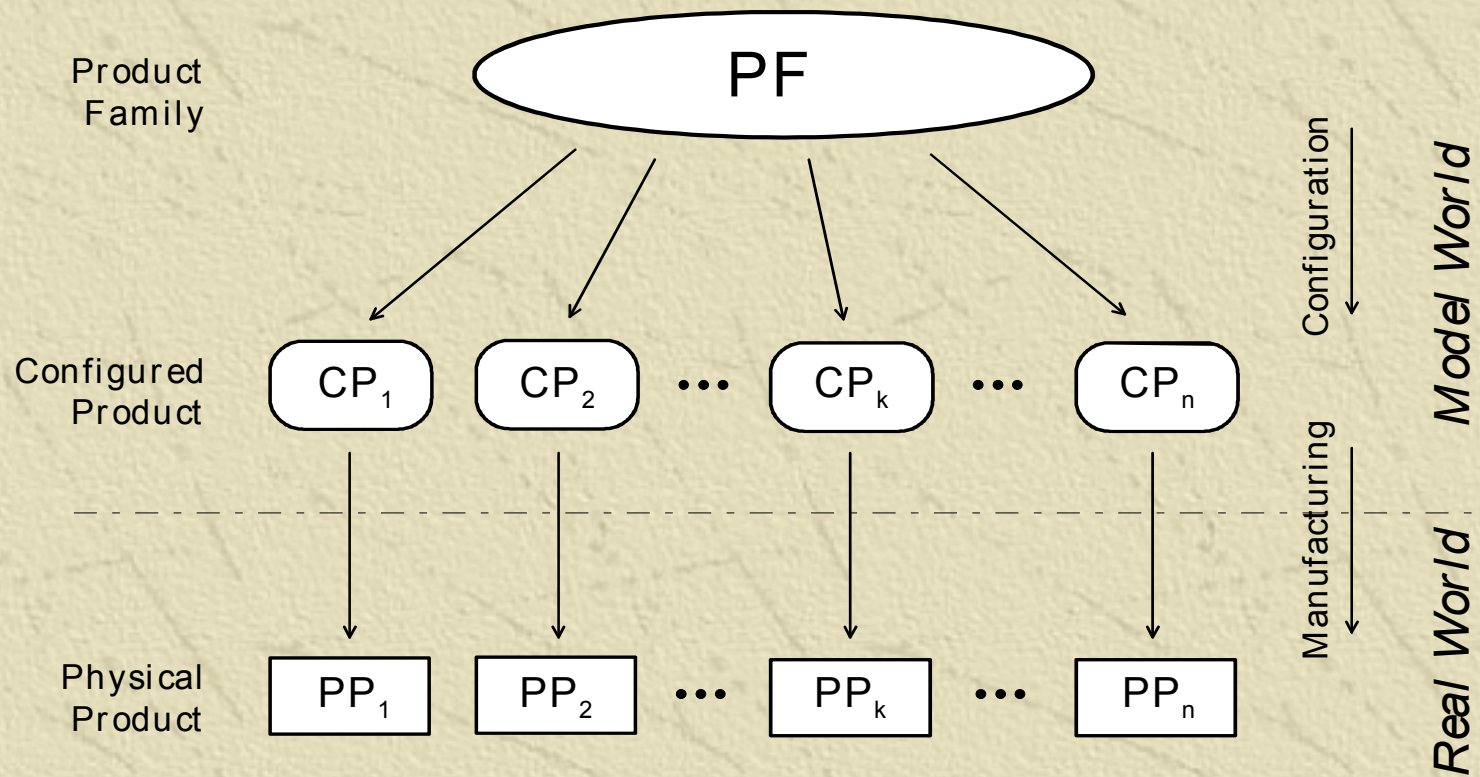 Product
Family
PF
Configuration
Model World
Configured
Product
CP₁
CP₂
•••
CPₖ
•••
CPₙ
Manufacturing
Real World
Physical
Product
PP₁
PP₂
•••
PPₖ
•••
PPₙ